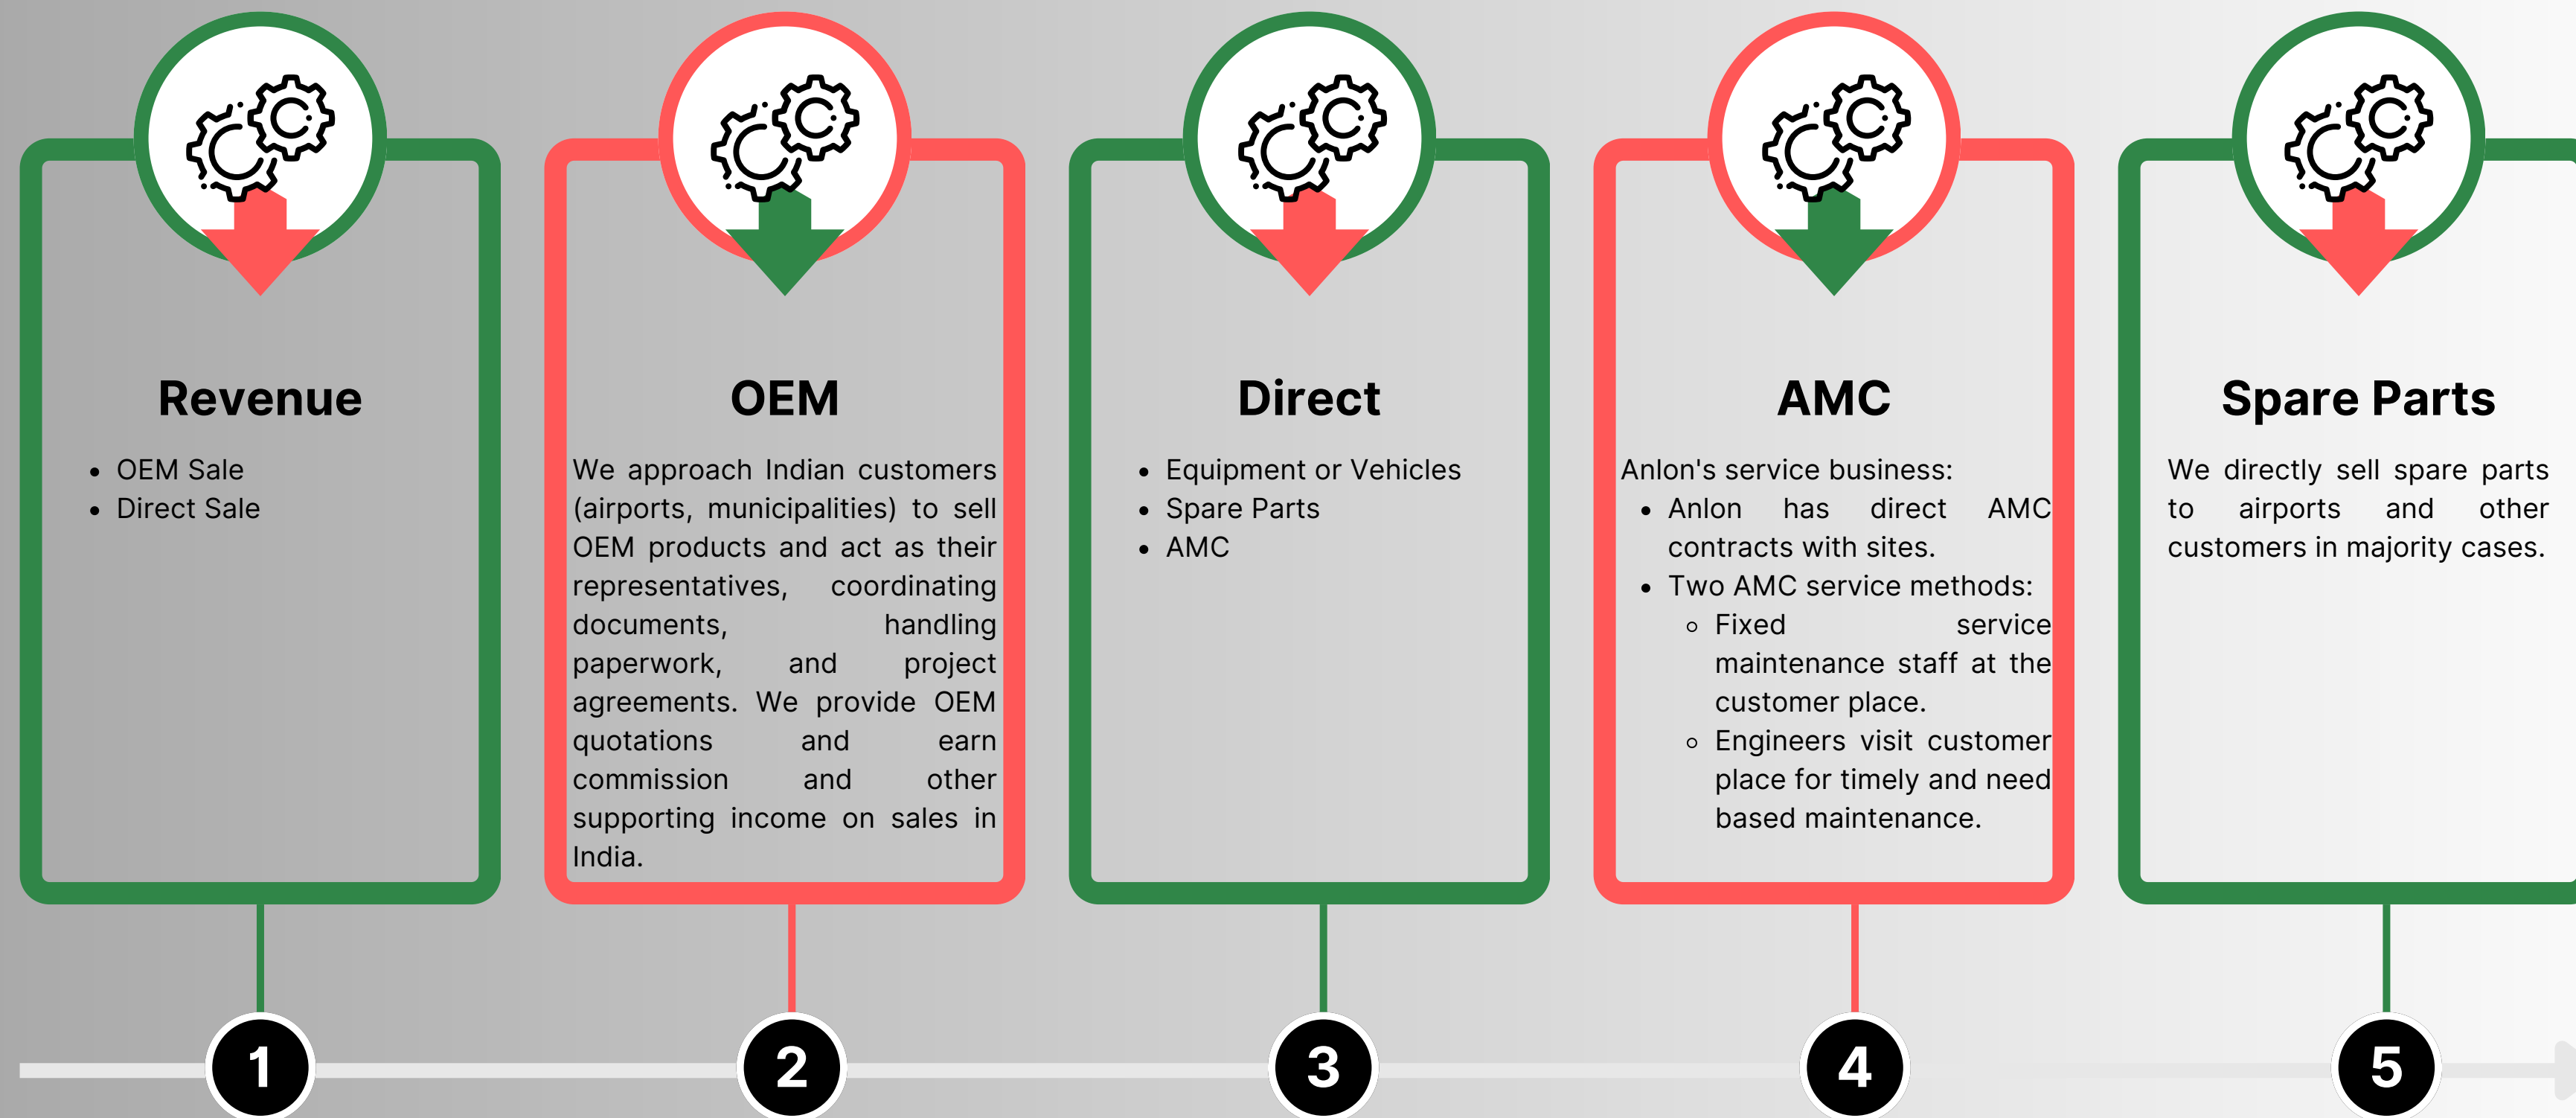 Revenue
OEM Sale
Direct Sale
OEM
We approach Indian customers
(airports, municipalities) to sell
OEM products and act as their
representatives, coordinating
documents, handling
paperwork, and project
agreements. We provide OEM
quotations and earn
commission and other
supporting income on sales in
India.
Direct
Equipment or Vehicles
Spare Parts
AMC
AMC
Anlon's service business:
Anlon has direct AMC
contracts with sites.
Two AMC service methods:
Fixed service
maintenance staff at the
customer place.
Engineers visit customer
place for timely and need
based maintenance.
Spare Parts
We directly sell spare parts
to airports and other
customers in majority cases.
1
2
3
4
5